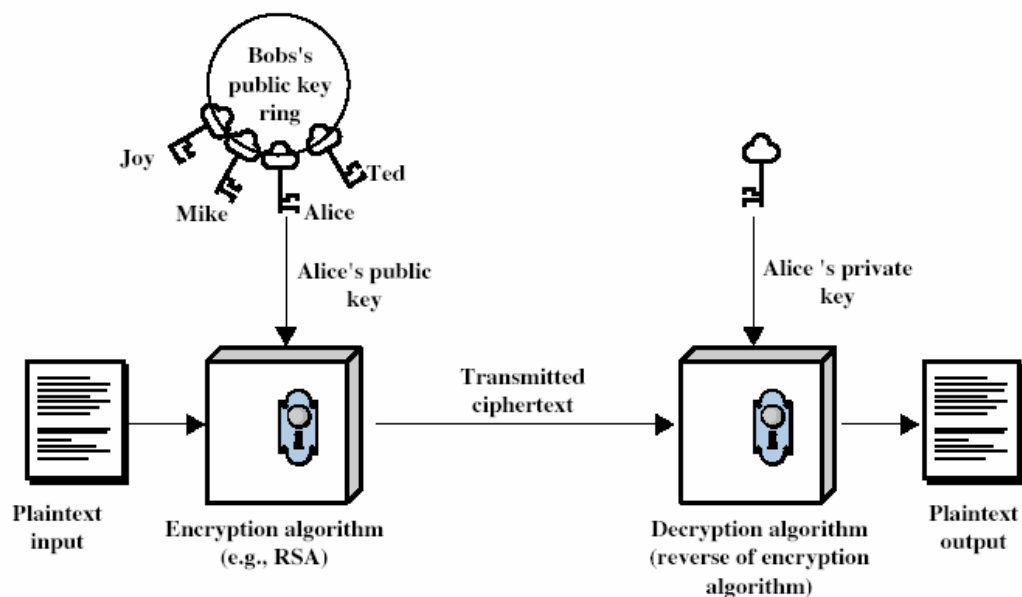 Bobs's
public key
ring
Joy
Ted
Mike
Alice
Alice's public
key
Alice 's private
key
Transmitted
ciphertext
Plaintext
input
Encryption algorithm
(e.g., RSA)
Decryption algorithm
(reverse of encryption
algorithm)
Plaintext
output